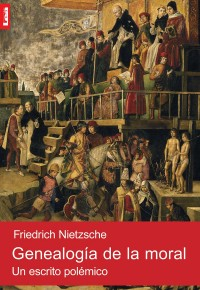 Friedrich Nietzsche
Genealogía de la moral
Un escrito polémico